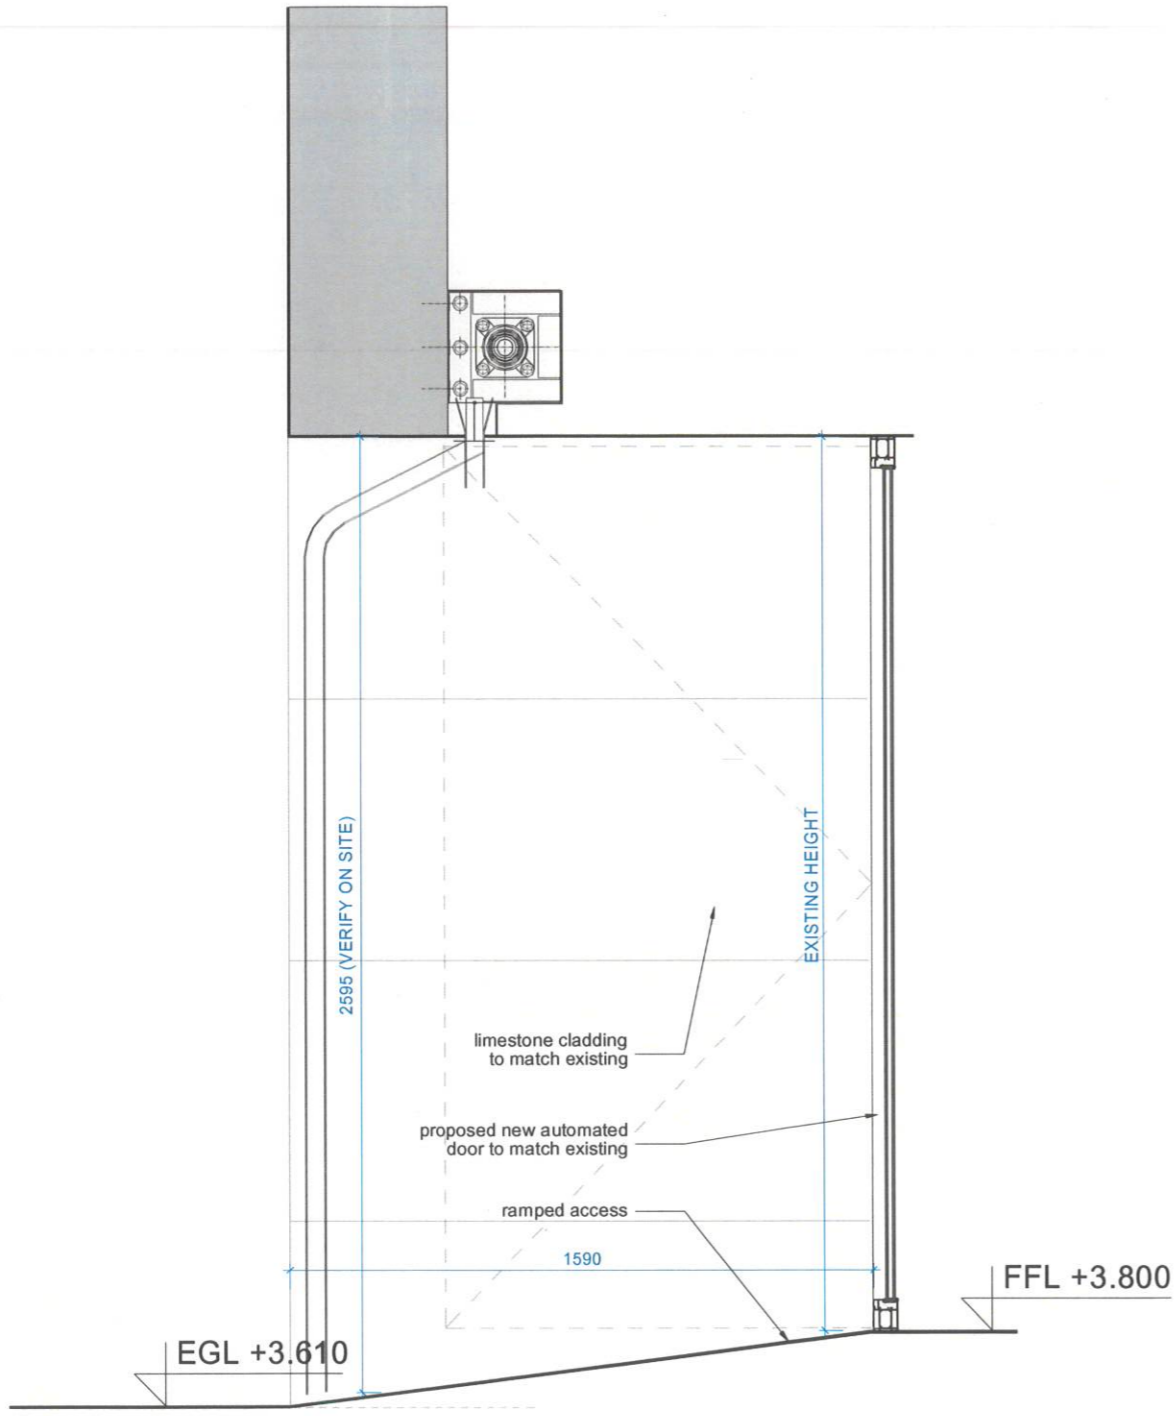 2595 (VERIFY ON SITE)
EXISTING HEIGHT
limestone cladding
to match existing
proposed new automated
door to match existing
ramped access
1590
FFL +3.800
EGL +3.610